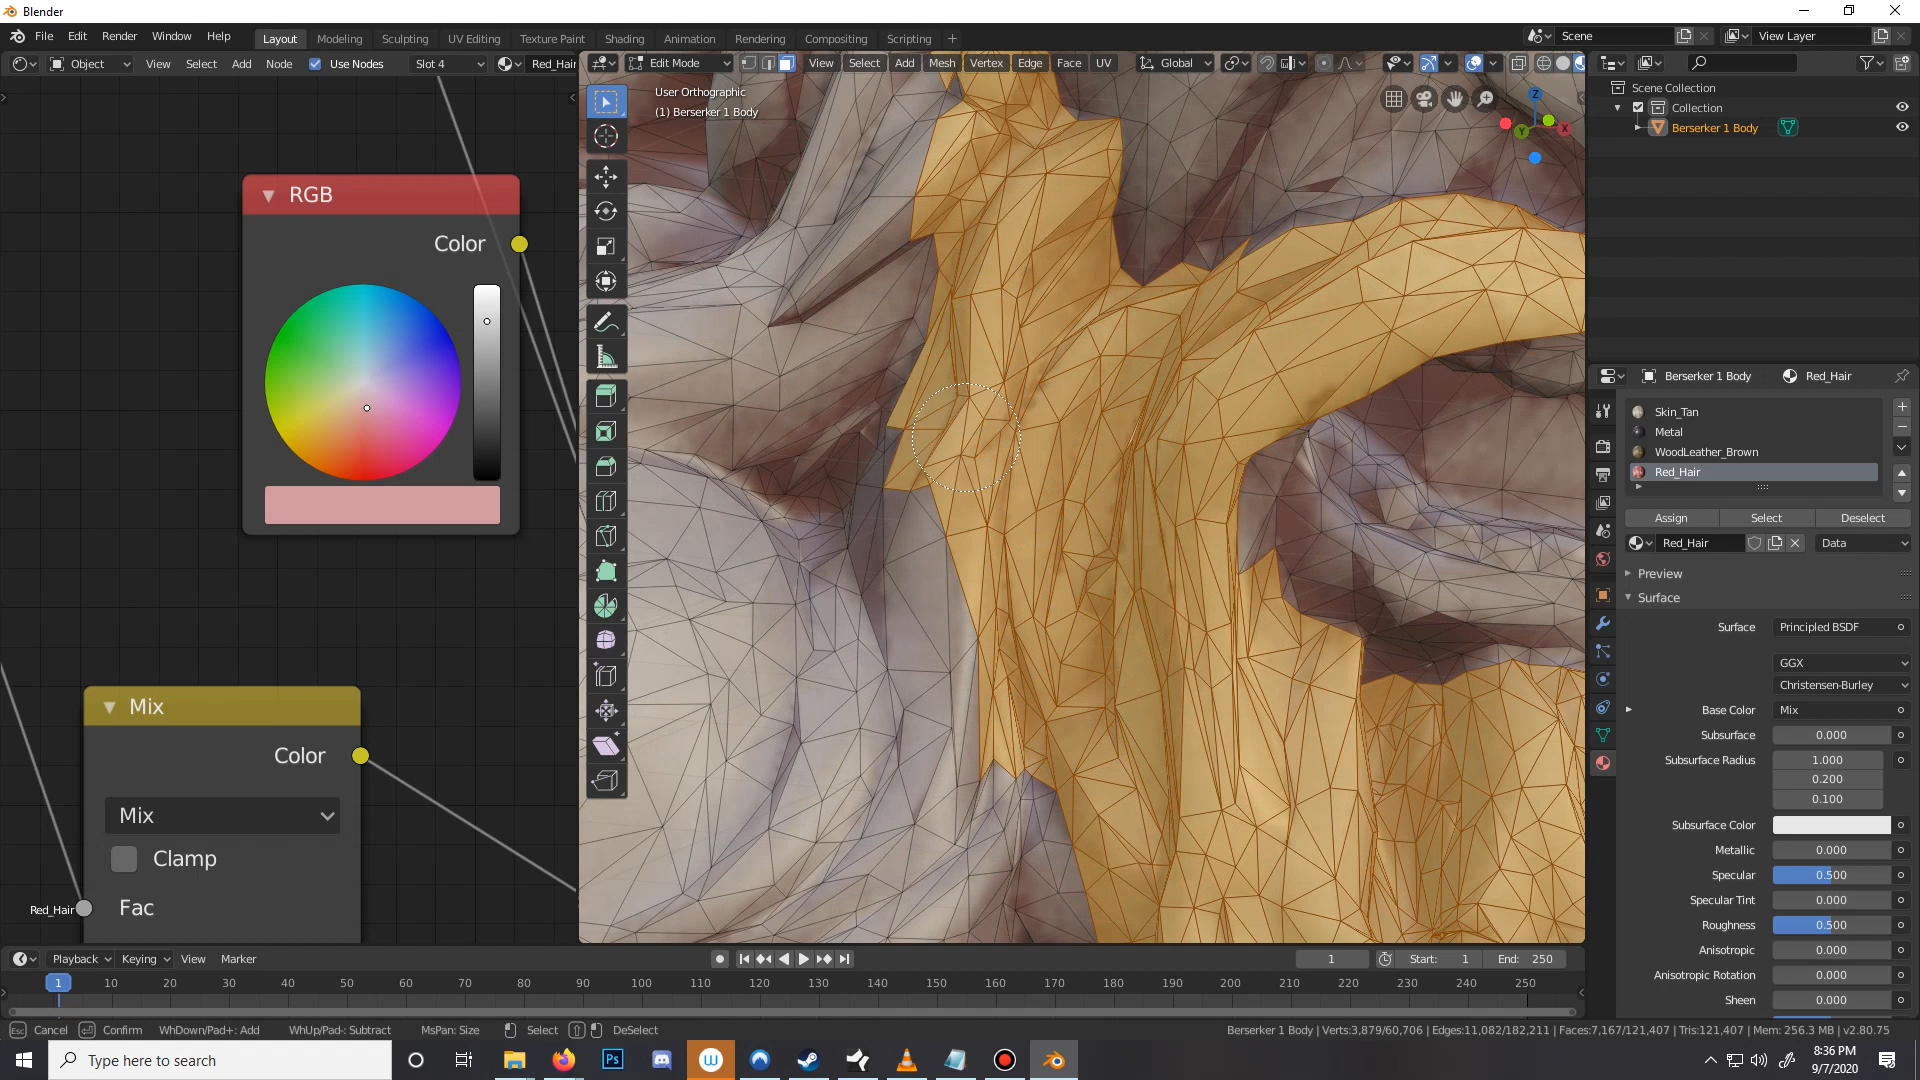 Blender
File Edit Render Window Help
Layout Modeling Sculpting UV Editing Texture Paint Shading Animation Rendering Compositing Scripting
Scene
View Layer
Object View Select Add Node Use Nodes Slot 4 Red_Hair
Edit Mode View Select Add Mesh Vertex Edge Face UV Global
User Orthographic
(1) Berserker 1 Body
Z
X
Y
RGB
Color
Mix
Color
Mix
Clamp
Red_Hair
Fac
Scene Collection
Collection
Berserker 1 Body
Berserker 1 Body Red_Hair
Skin_Tan
Metal
WoodLeather_Brown
Red_Hair
Assign Select Deselect
Red_Hair Data
Preview
Surface
Surface Principled BSDF
GGX
Christensen-Burley
Base Color Mix
Subsurface 0.000
Subsurface Radius 1.000
0.200
0.100
Subsurface Color
Metallic 0.000
Specular 0.500
Specular Tint 0.000
Roughness 0.500
Anisotropic 0.000
Anisotropic Rotation 0.000
Sheen 0.000
Playback Keying View Marker
1 Start: 1 End: 250
1 10 20 30 40 50 60 70 80 90 100 110 120 130 140 150 160 170 180 190 200 210 220 230 240 250
Esc Cancel Confirm WhDown/Pad+: Add WhUp/Pad-: Subtract MsPan: Size Select DeSelect
Berserker 1 Body | Verts:3,879/60,706 | Edges:11,082/182,211 | Faces:7,167/121,407 | Tris:121,407 | Mem: 256.3 MB | v2.80.75
Type here to search
Ps
W
8:36 PM
9/7/2020